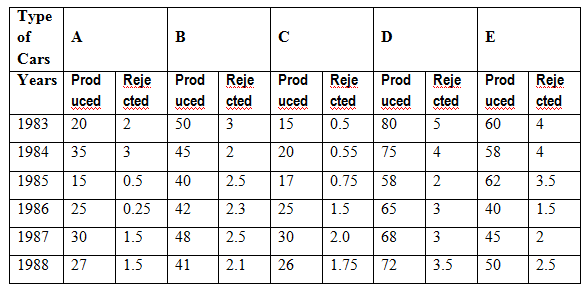 Type of Cars A B C D E
Years Produced Rejected Produced Rejected Produced Rejected Produced Rejected Produced Rejected
1983 20 2 50 3 15 0.5 80 5 60 4
1984 35 3 45 2 20 0.55 75 4 58 4
1985 15 0.5 40 2.5 17 0.75 58 2 62 3.5
1986 25 0.25 42 2.3 25 1.5 65 3 40 1.5
1987 30 1.5 48 2.5 30 2.0 68 3 45 2
1988 27 1.5 41 2.1 26 1.75 72 3.5 50 2.5